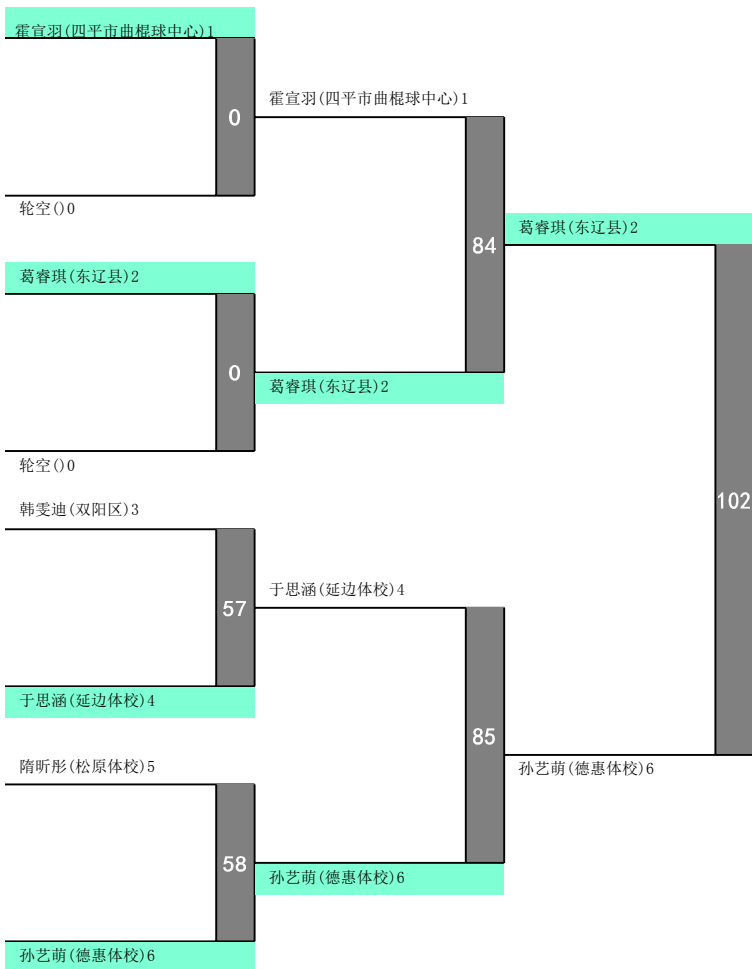 霍宣羽(四平市曲棍球中心)1
0
霍宣羽(四平市曲棍球中心)1
轮空()0
84
葛睿琪(东辽县)2
葛睿琪(东辽县)2
0
葛睿琪(东辽县)2
轮空()0
韩雯迪(双阳区)3
102
57
于思涵(延边体校)4
于思涵(延边体校)4
85
隋昕彤(松原体校)5
孙艺萌(德惠体校)6
58
孙艺萌(德惠体校)6
孙艺萌(德惠体校)6